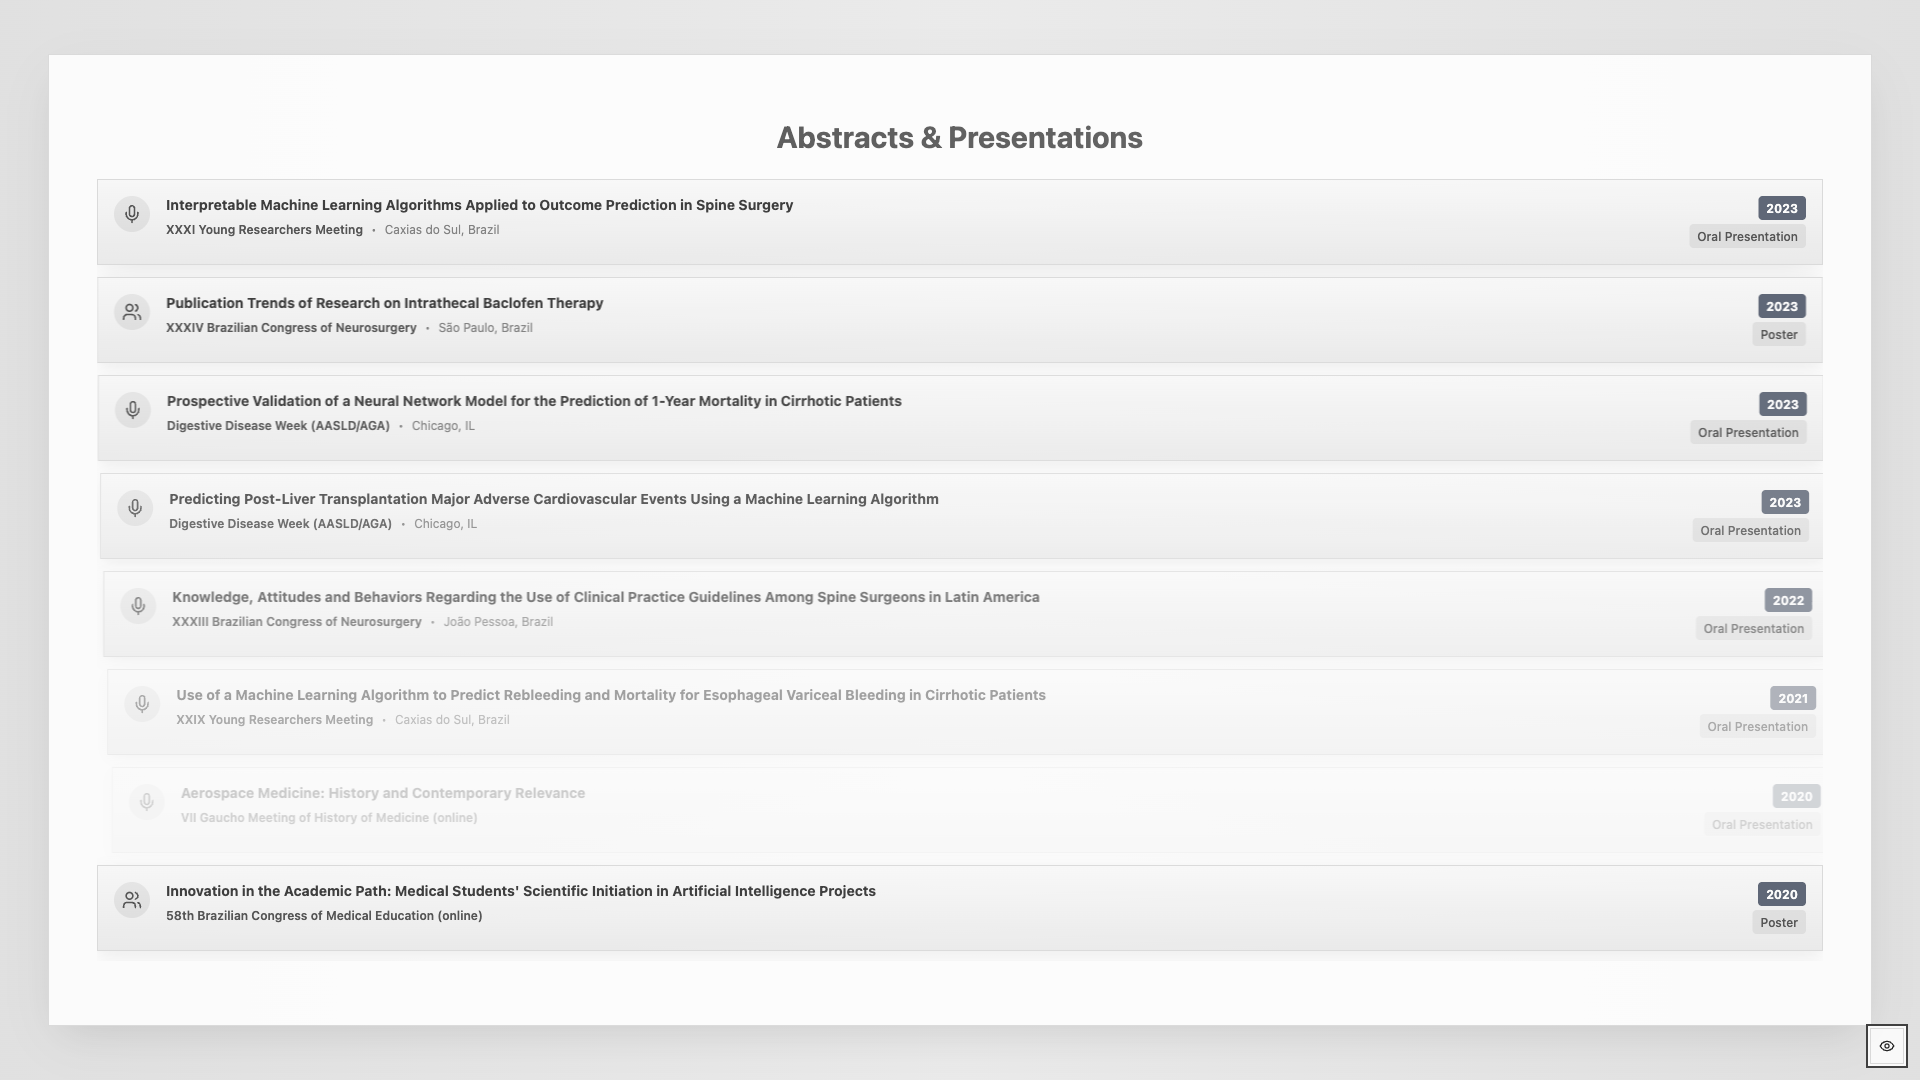 Abstracts & Presentations
Interpretable Machine Learning Algorithms Applied to Outcome Prediction in Spine Surgery
2023
XXXI Young Researchers Meeting • Caxias do Sul, Brazil
Oral Presentation
Publication Trends of Research on Intrathecal Baclofen Therapy
2023
XXXIV Brazilian Congress of Neurosurgery • São Paulo, Brazil
Poster
Prospective Validation of a Neural Network Model for the Prediction of 1-Year Mortality in Cirrhotic Patients
2023
Digestive Disease Week (AASLD/AGA) • Chicago, IL
Oral Presentation
Predicting Post-Liver Transplantation Major Adverse Cardiovascular Events Using a Machine Learning Algorithm
2023
Digestive Disease Week (AASLD/AGA) • Chicago, IL
Oral Presentation
Knowledge, Attitudes and Behaviors Regarding the Use of Clinical Practice Guidelines Among Spine Surgeons in Latin America
2022
XXXIII Brazilian Congress of Neurosurgery • João Pessoa, Brazil
Oral Presentation
Use of a Machine Learning Algorithm to Predict Rebleeding and Mortality for Esophageal Variceal Bleeding in Cirrhotic Patients
2021
XXIX Young Researchers Meeting • Caxias do Sul, Brazil
Oral Presentation
Aerospace Medicine: History and Contemporary Relevance
2020
VII Gaucho Meeting of History of Medicine (online)
Oral Presentation
Innovation in the Academic Path: Medical Students' Scientific Initiation in Artificial Intelligence Projects
2020
58th Brazilian Congress of Medical Education (online)
Poster